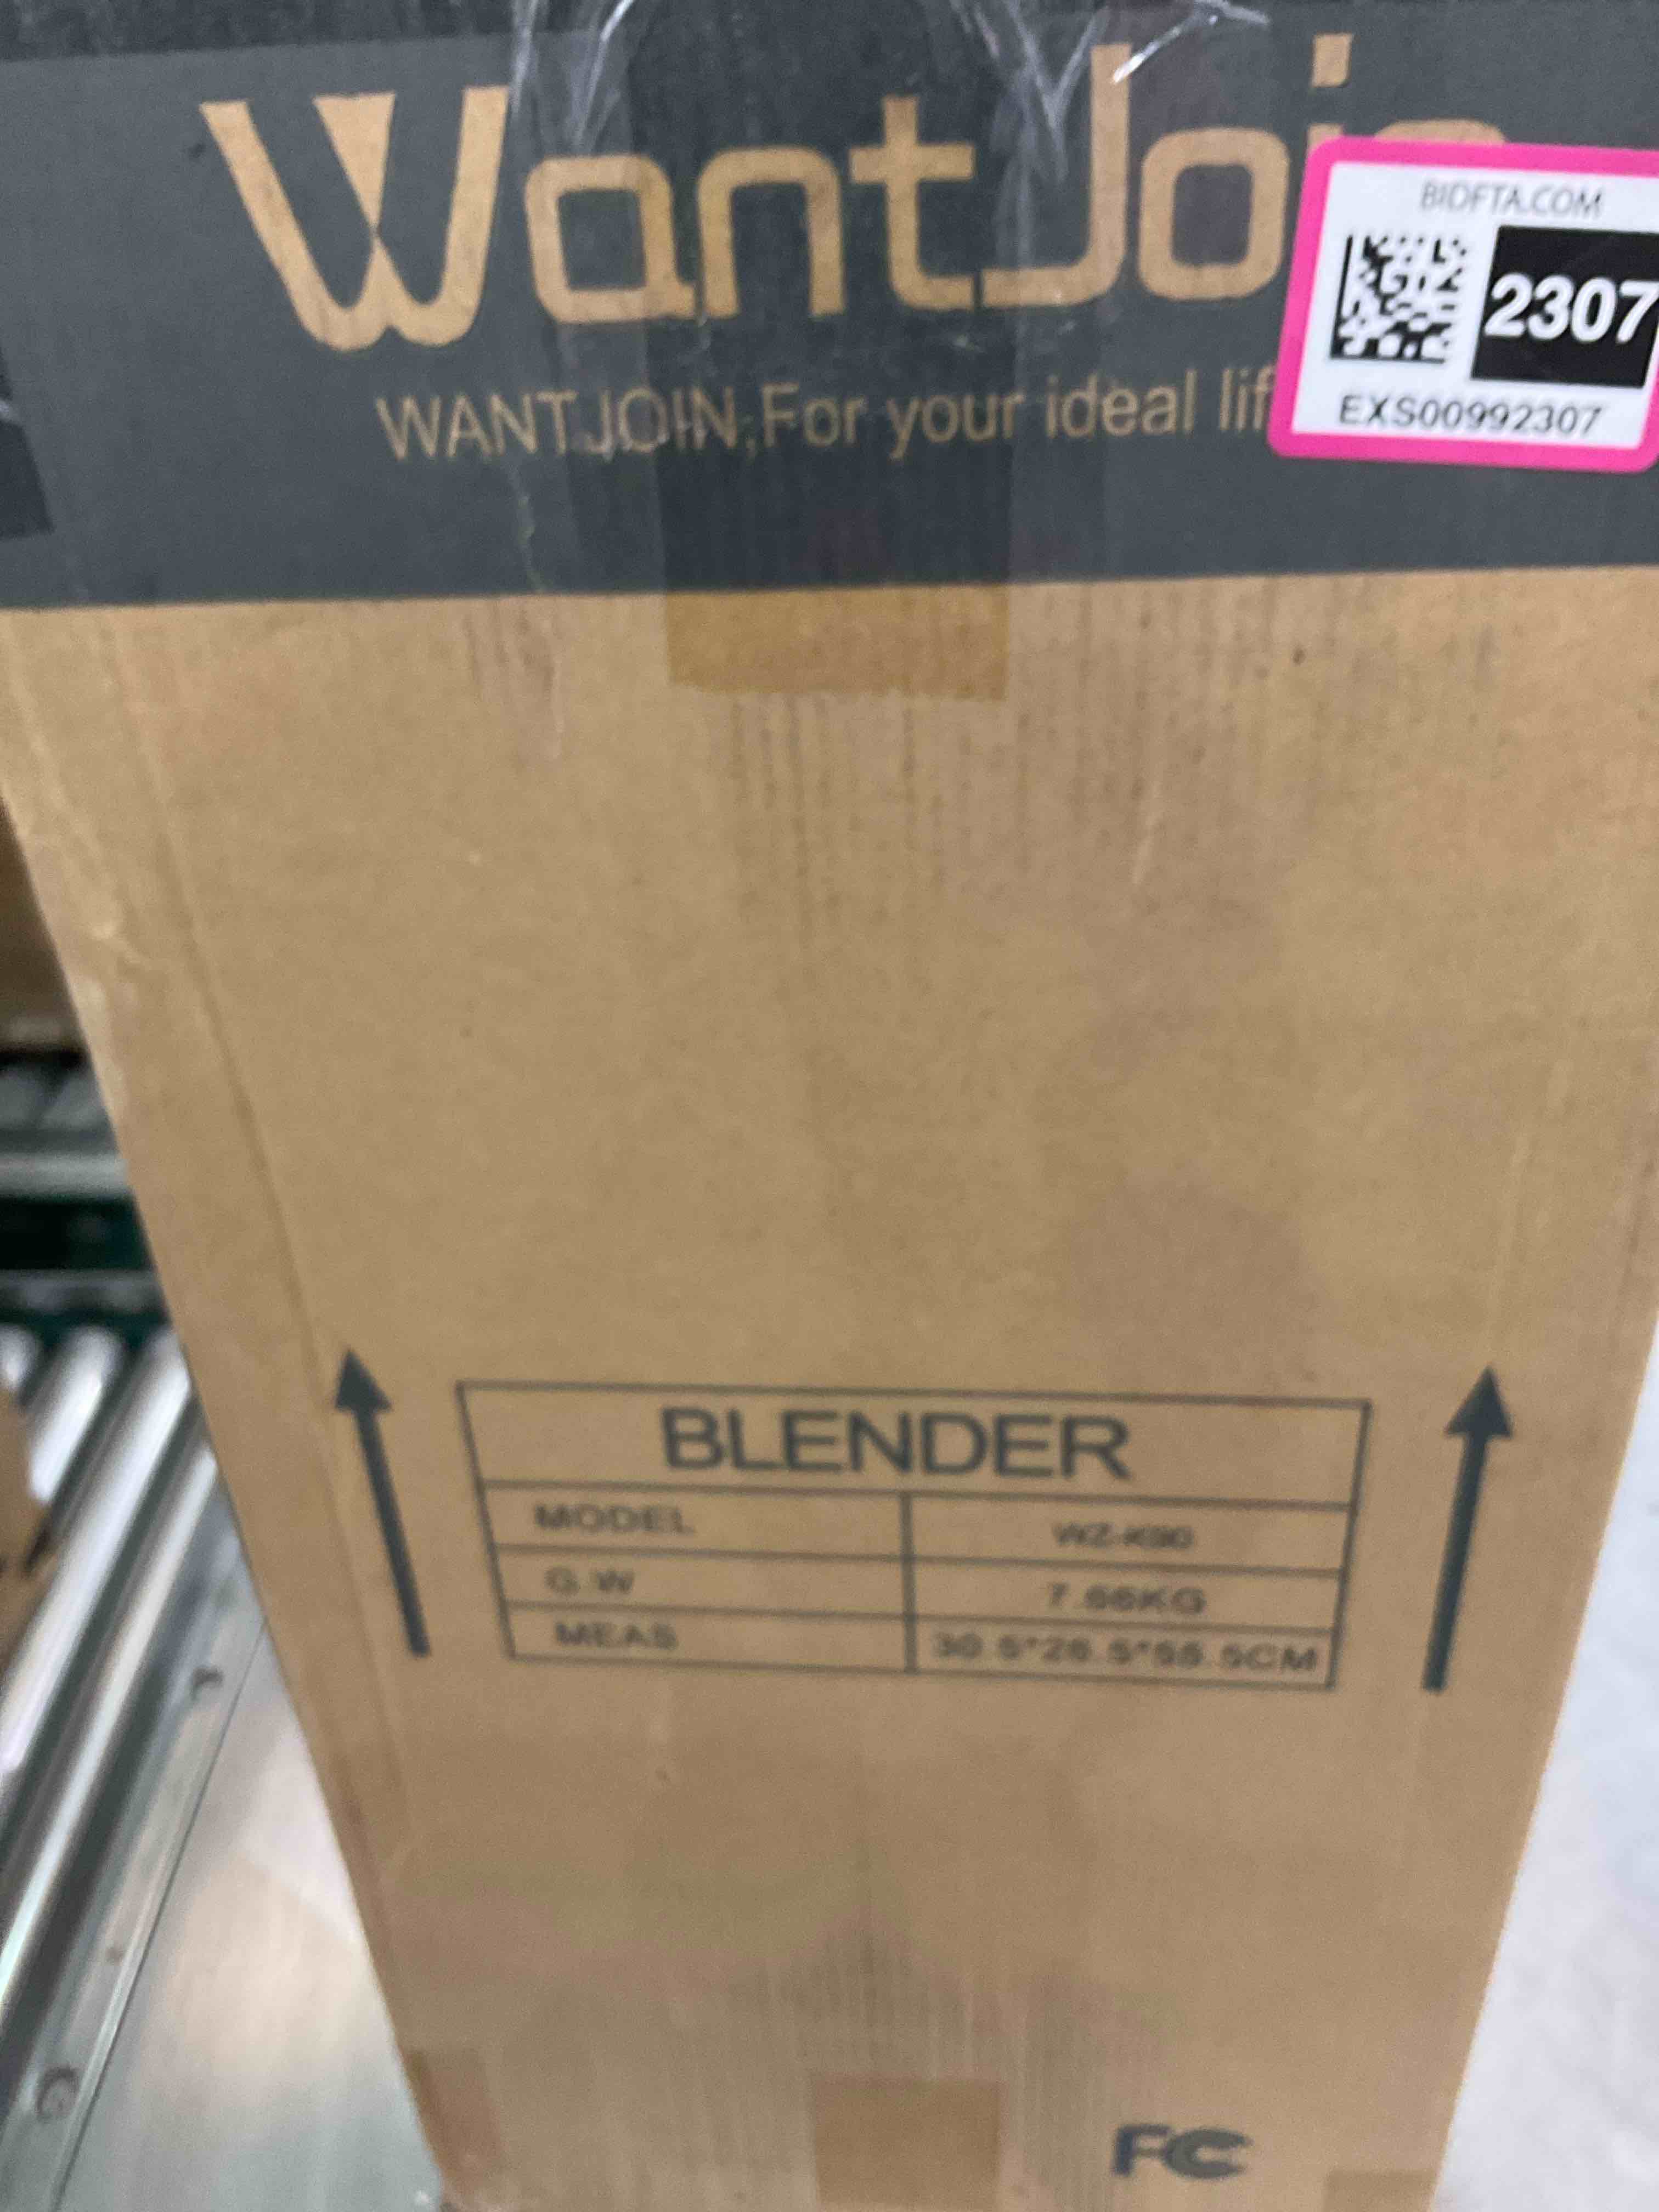 WantJoi
BIDFTA.COM
2307
EXS00992307
WANTJOIN;For your ideal lif
BLENDER
MODEL
G.W
MEAS
FC